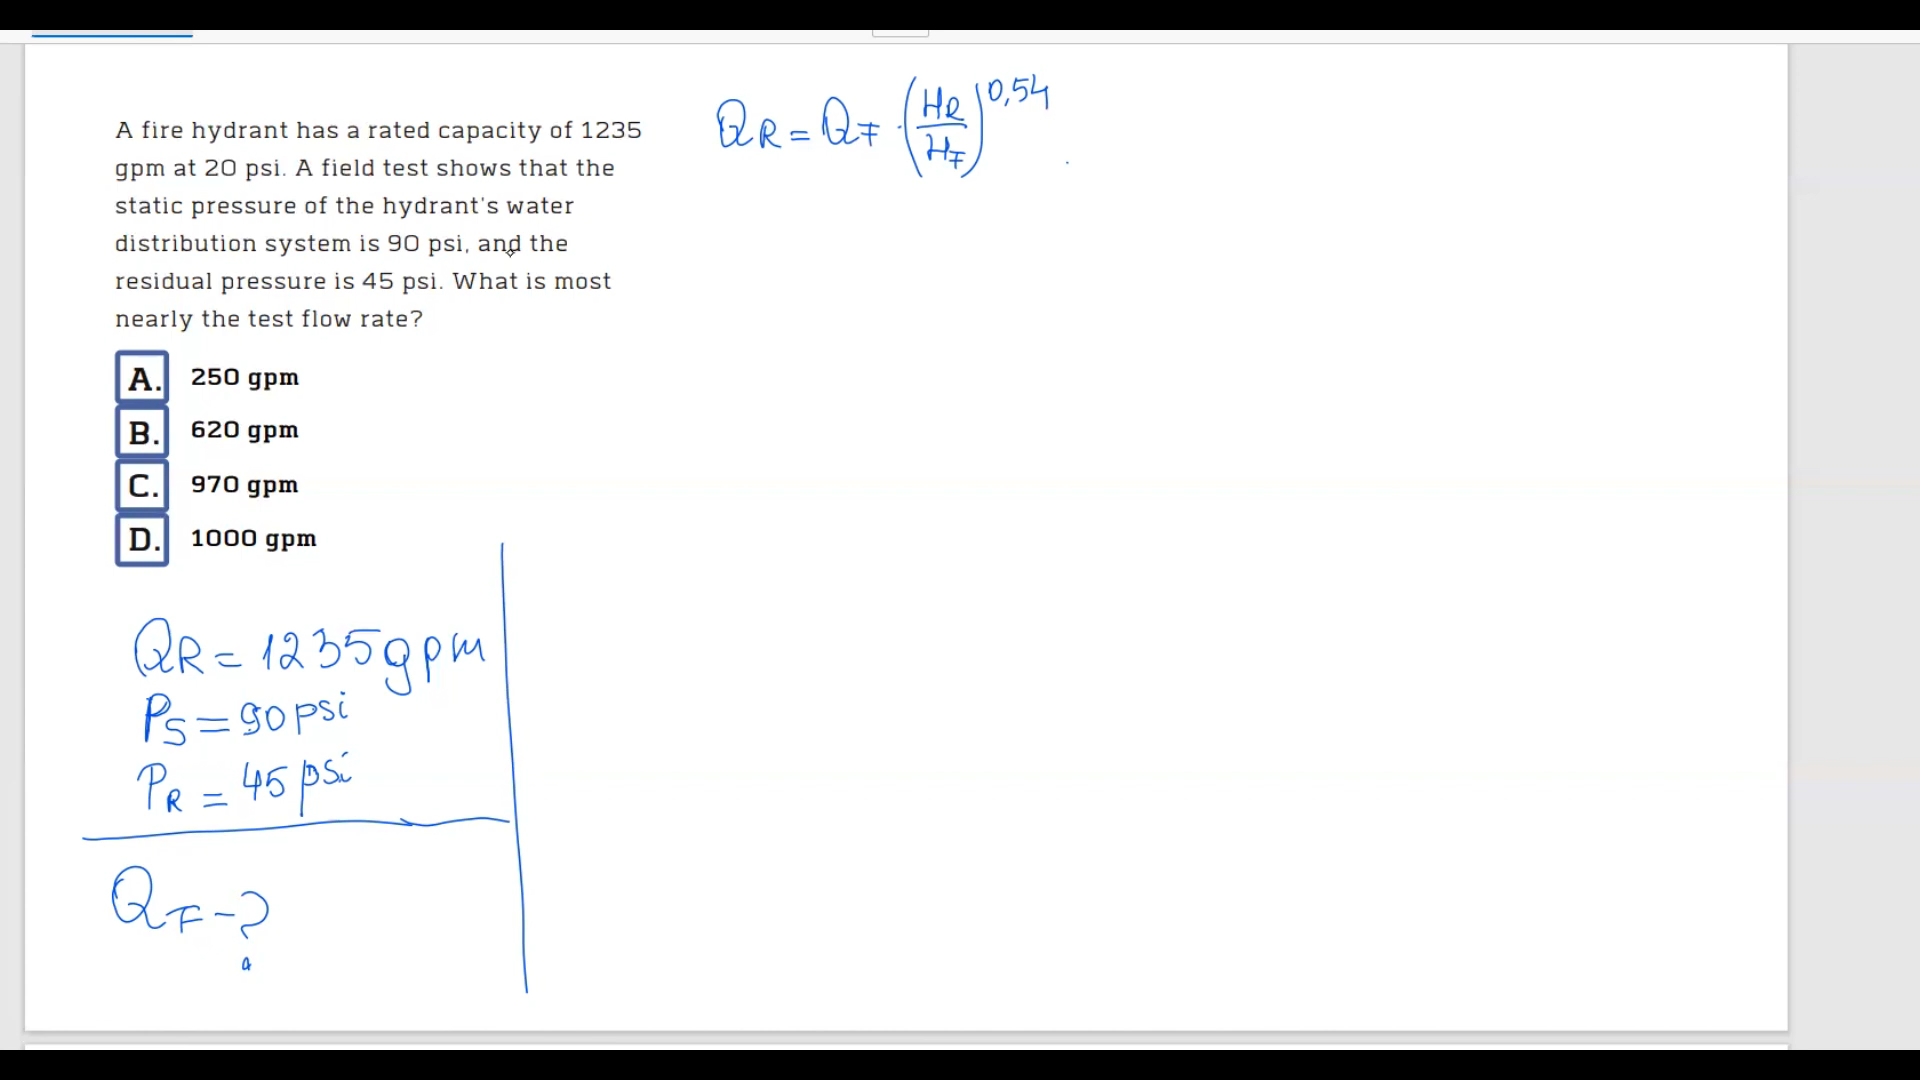 A fire hydrant has a rated capacity of 1235
gpm at 20 psi. A field test shows that the
static pressure of the hydrant's water
distribution system is 90 psi, and the
residual pressure is 45 psi. What is most
nearly the test flow rate?
A. 250 gpm
B. 620 gpm
C. 970 gpm
D. 1000 gpm
QR = 1235 gpm
PS = 90 psi
PR = 45 psi
QF - ?
QR = QF · (HR/HF)^0,54